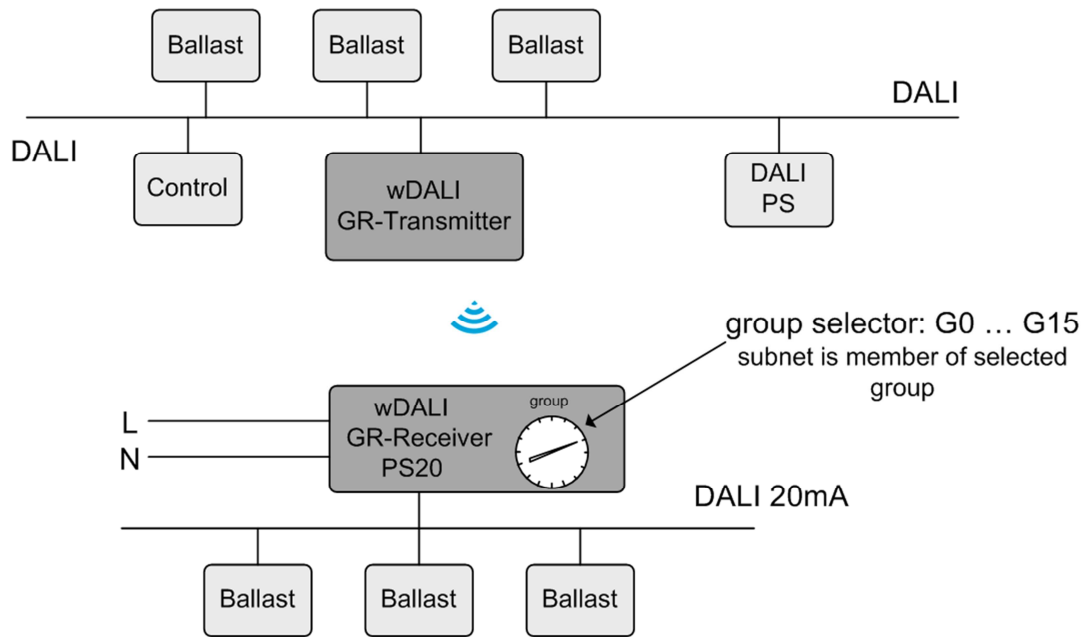 Ballast
Ballast
Ballast
DALI
DALI
Control
wDALI
GR-Transmitter
DALI
PS
group selector: G0 … G15
subnet is member of selected
group
L
N
wDALI
GR-Receiver
PS20
group
DALI 20mA
Ballast
Ballast
Ballast